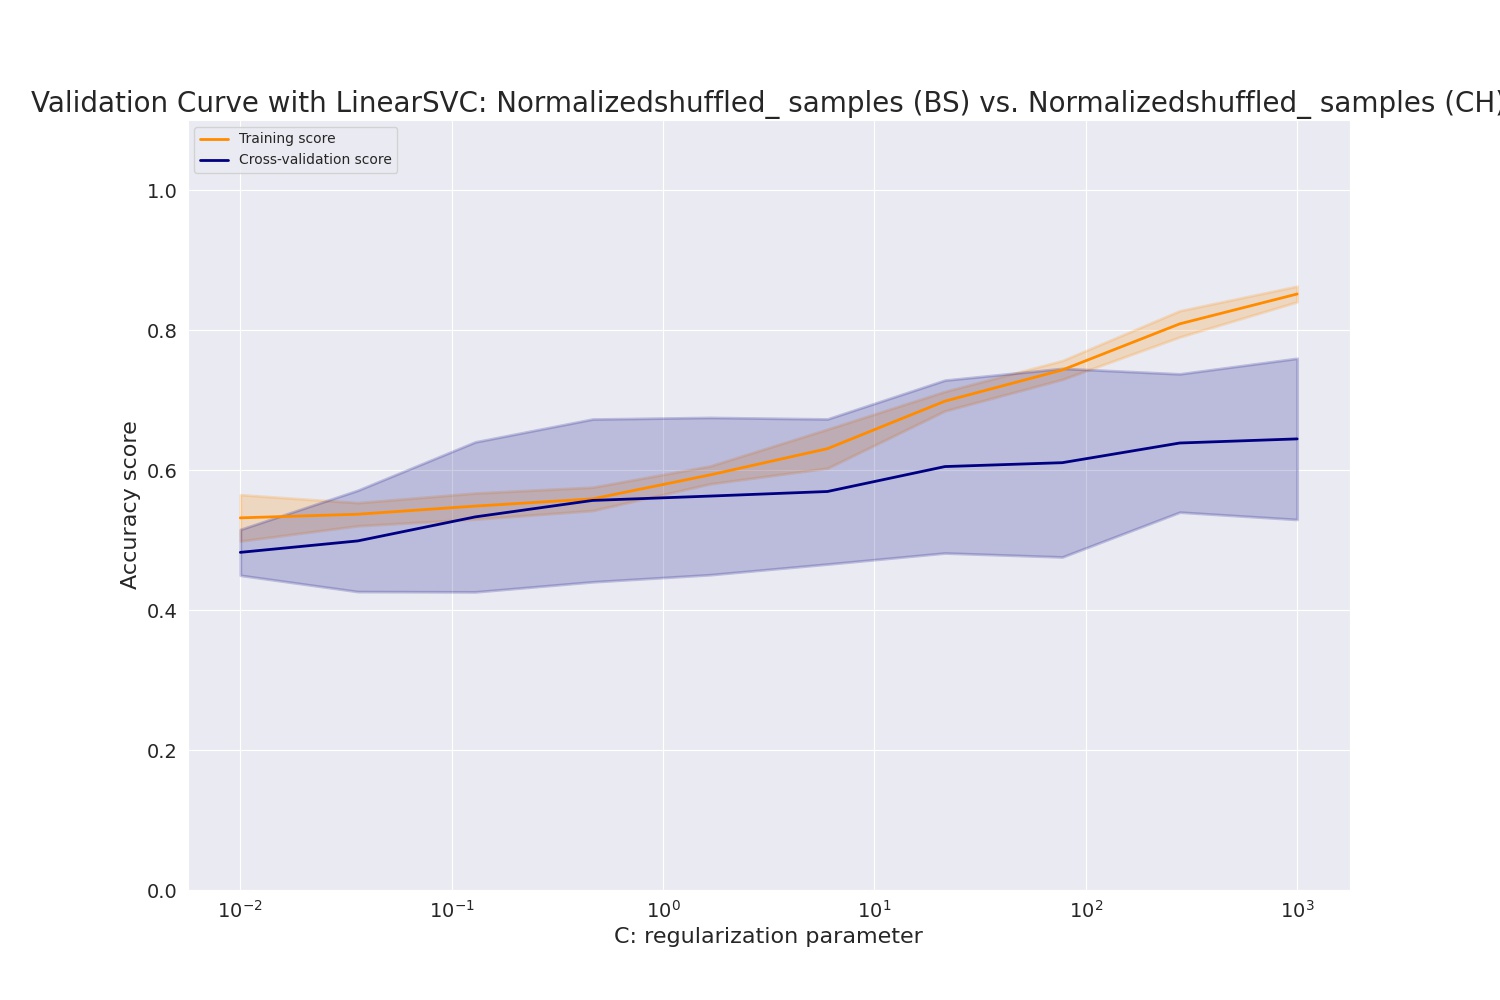 Validation Curve with LinearSVC: Normalizedshuffled_ samples (BS) vs. Normalizedshuffled_ samples (CH)
Training score
Cross-validation score
1.0
0.8
0.6
0.4
0.2
0.0
Accuracy score
10⁻² 10⁻¹ 10⁰ 10¹ 10² 10³
C: regularization parameter